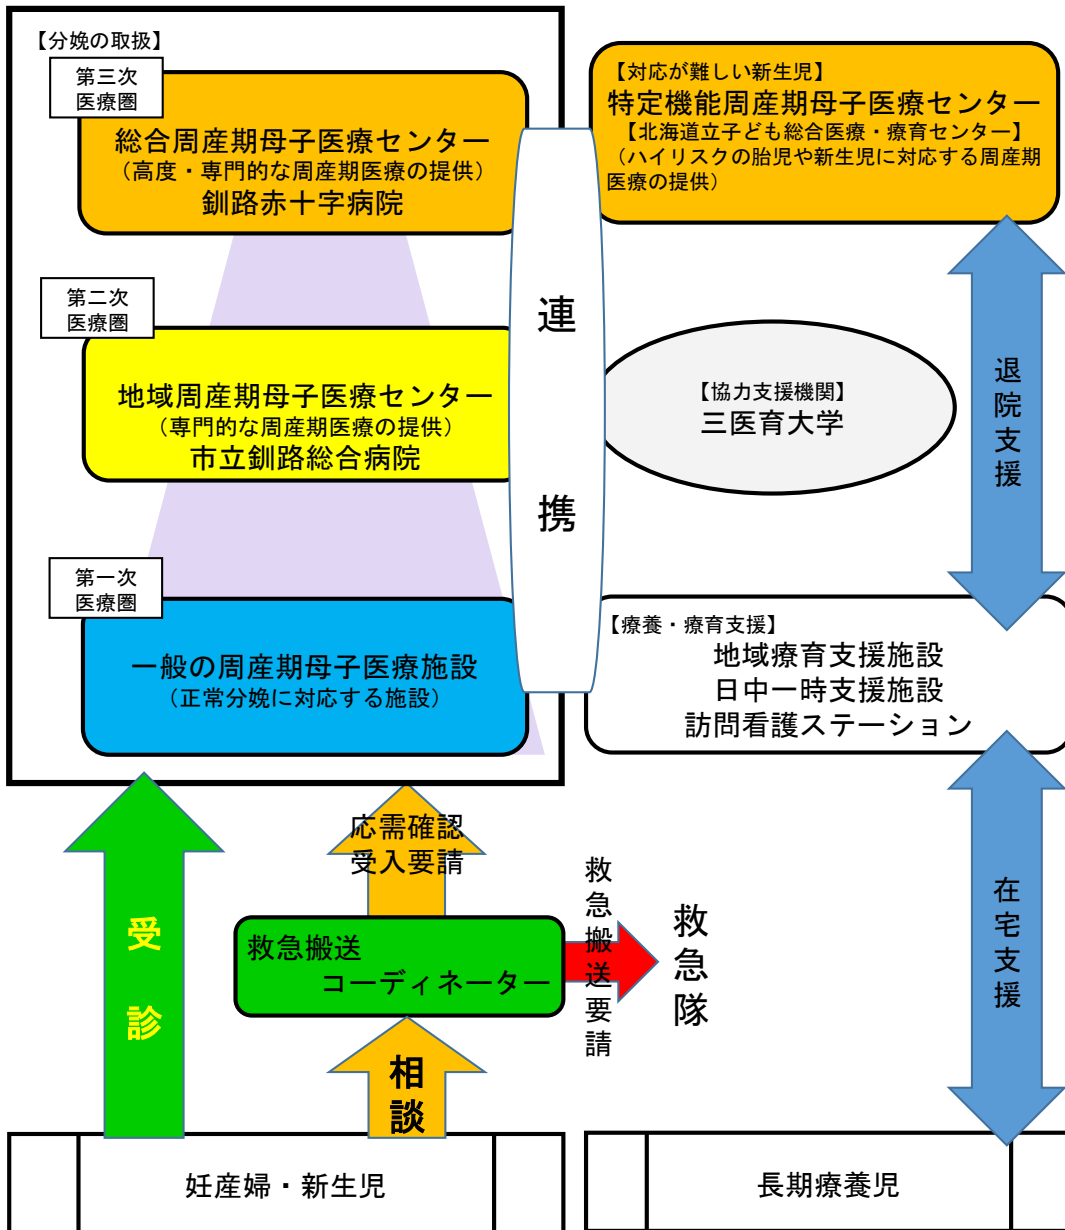 【分娩の取扱】
第三次
医療圏
総合周産期母子医療センター
（高度・専門的な周産期医療の提供）
釧路赤十字病院
【対応が難しい新生児】
特定機能周産期母子医療センター
【北海道立子ども総合医療・療育センター】
（ハイリスクの胎児や新生児に対応する周産期
医療の提供）
第二次
医療圏
地域周産期母子医療センター
（専門的な周産期医療の提供）
市立釧路総合病院
連携
【協力支援機関】
三医育大学
退院支援
第一次
医療圏
一般の周産期母子医療施設
（正常分娩に対応する施設）
【療養・療育支援】
地域療育支援施設
日中一時支援施設
訪問看護ステーション
受診
応需確認
受入要請
救急搬送
コーディネーター
救急搬送要請
救急隊
在宅支援
相談
妊産婦・新生児
長期療養児